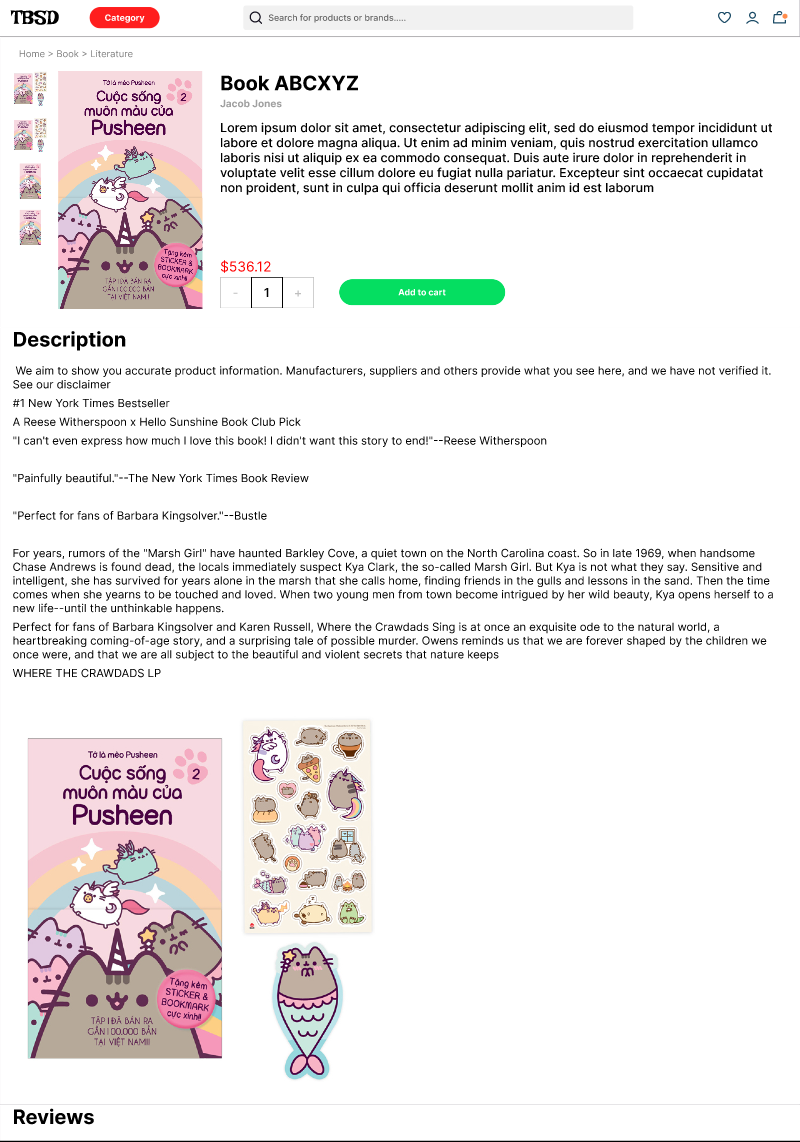 TBSD
Category
Search for products or brands.....
Home > Book > Literature
Tớ là mèo Pusheen
Cuộc sống
2
muôn màu của
Pusheen
Tặng kèm
STICKER &
BOOKMARK
cực xinh!!
TẬP 1 ĐÃ BÁN RA
GẦN 100.000 BẢN
TẠI VIỆT NAM!!
Book ABCXYZ
Jacob Jones
Lorem ipsum dolor sit amet, consectetur adipiscing elit, sed do eiusmod tempor incididunt ut
labore et dolore magna aliqua. Ut enim ad minim veniam, quis nostrud exercitation ullamco
laboris nisi ut aliquip ex ea commodo consequat. Duis aute irure dolor in reprehenderit in
voluptate velit esse cillum dolore eu fugiat nulla pariatur. Excepteur sint occaecat cupidatat
non proident, sunt in culpa qui officia deserunt mollit anim id est laborum
$536.12
- 1 +
Add to cart
Description
We aim to show you accurate product information. Manufacturers, suppliers and others provide what you see here, and we have not verified it.
See our disclaimer
#1 New York Times Bestseller
A Reese Witherspoon x Hello Sunshine Book Club Pick
"I can't even express how much I love this book! I didn't want this story to end!"--Reese Witherspoon
"Painfully beautiful."--The New York Times Book Review
"Perfect for fans of Barbara Kingsolver."--Bustle
For years, rumors of the "Marsh Girl" have haunted Barkley Cove, a quiet town on the North Carolina coast. So in late 1969, when handsome
Chase Andrews is found dead, the locals immediately suspect Kya Clark, the so-called Marsh Girl. But Kya is not what they say. Sensitive and
intelligent, she has survived for years alone in the marsh that she calls home, finding friends in the gulls and lessons in the sand. Then the time
comes when she yearns to be touched and loved. When two young men from town become intrigued by her wild beauty, Kya opens herself to a
new life--until the unthinkable happens.
Perfect for fans of Barbara Kingsolver and Karen Russell, Where the Crawdads Sing is at once an exquisite ode to the natural world, a
heartbreaking coming-of-age story, and a surprising tale of possible murder. Owens reminds us that we are forever shaped by the children we
once were, and that we are all subject to the beautiful and violent secrets that nature keeps
WHERE THE CRAWDADS LP
Tớ là mèo Pusheen
Cuộc sống
2
muôn màu của
Pusheen
Tặng kèm
STICKER &
BOOKMARK
cực xinh!!
TẬP 1 ĐÃ BÁN RA
GẦN 100.000 BẢN
TẠI VIỆT NAM!!
Reviews